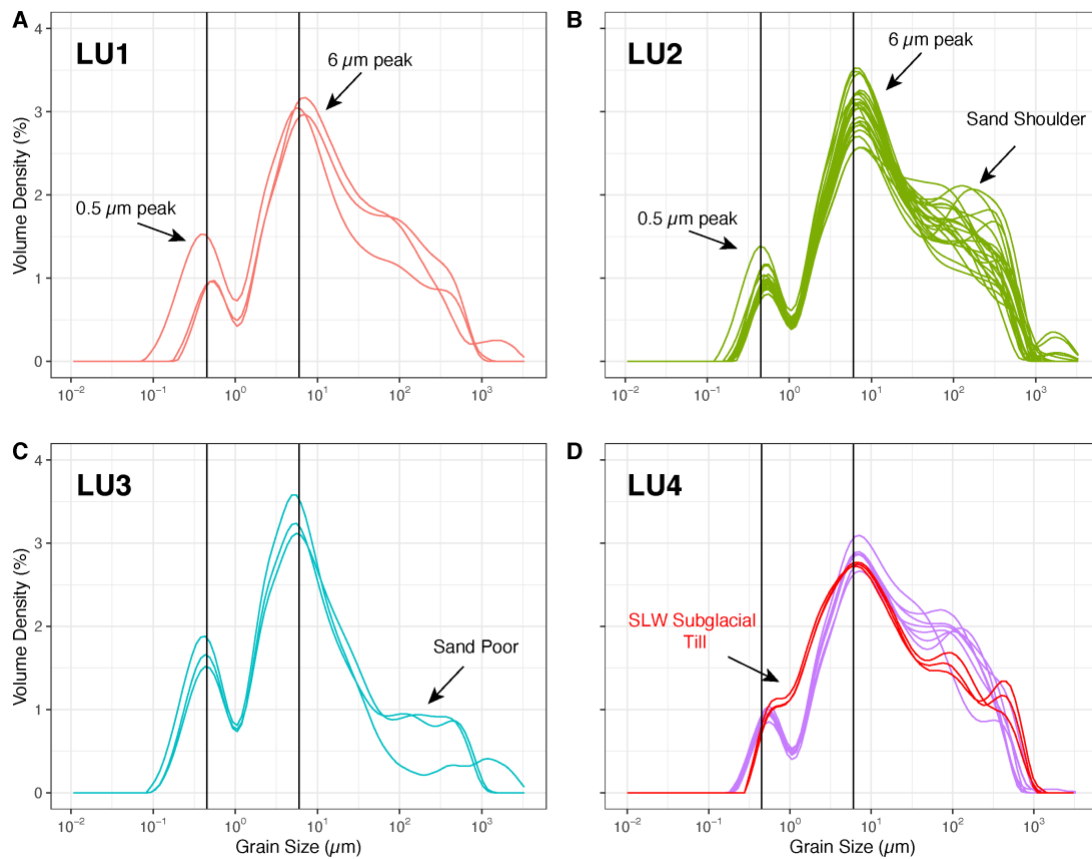 A
LU1
6 µm peak
0.5 µm peak
Volume Density (%)
4
3
2
1
0
10⁻² 10⁻¹ 10⁰ 10¹ 10² 10³
B
LU2
6 µm peak
Sand Shoulder
0.5 µm peak
10⁻² 10⁻¹ 10⁰ 10¹ 10² 10³
C
LU3
Sand Poor
Volume Density (%)
4
3
2
1
0
10⁻² 10⁻¹ 10⁰ 10¹ 10² 10³
Grain Size (µm)
D
LU4
SLW Subglacial
Till
10⁻² 10⁻¹ 10⁰ 10¹ 10² 10³
Grain Size (µm)